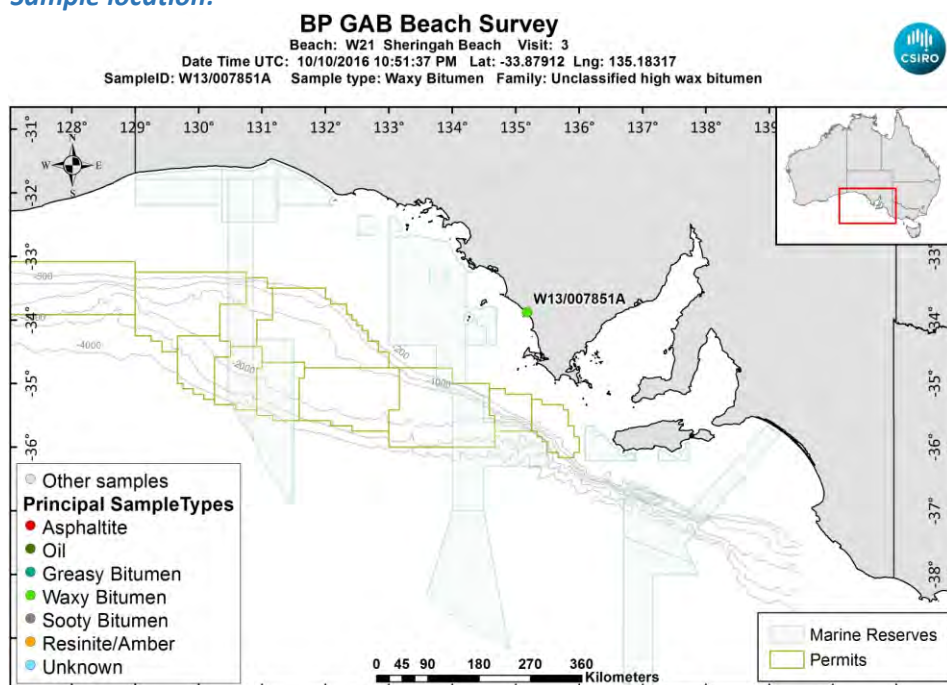 Sample location:
BP GAB Beach Survey
Beach: W21 Sheringah Beach Visit: 3
Date Time UTC: 10/10/2016 10:51:37 PM Lat: -33.87912 Lng: 135.18317
SampleID: W13/007851A Sample type: Waxy Bitumen Family: Unclassified high wax bitumen
CSIRO
128° 129° 130° 131° 132° 133° 134° 135° 136° 137° 138° 139
-31°
-32°
-33°
-34°
-35°
-36°
-37°
-38°
N
W E
S
-33°
-34°
-35°
-36°
-37°
-38°
W13/007851A
-200
-1000
-2000
-4000
Other samples
Principal SampleTypes
Asphaltite
Oil
Greasy Bitumen
Waxy Bitumen
Sooty Bitumen
Resinite/Amber
Unknown
0 45 90 180 270 360
Kilometers
Marine Reserves
Permits